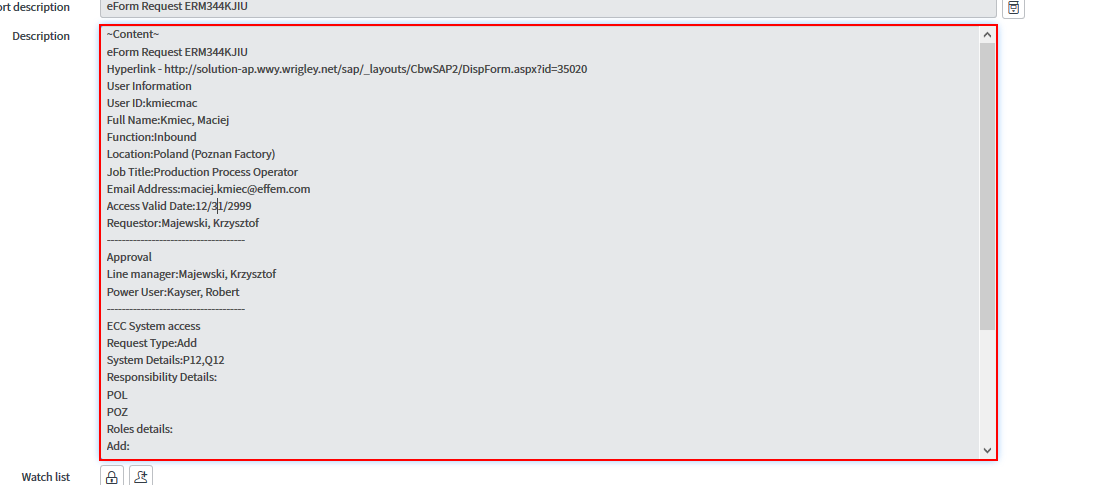 ort description eForm Request ERM344KJIU
Description
~Content~
eForm Request ERM344KJIU
Hyperlink - http://solution-ap.wwy.wrigley.net/sap/_layouts/CbwSAP2/DispForm.aspx?id=35020
User Information
User ID:kmiecmac
Full Name:Kmiec, Maciej
Function:Inbound
Location:Poland (Poznan Factory)
Job Title:Production Process Operator
Email Address:maciej.kmiec@effem.com
Access Valid Date:12/31/2999
Requestor:Majewski, Krzysztof
-------------------------------------
Approval
Line manager:Majewski, Krzysztof
Power User:Kayser, Robert
-------------------------------------
ECC System access
Request Type:Add
System Details:P12,Q12
Responsibility Details:
POL
POZ
Roles details:
Add:
Watch list